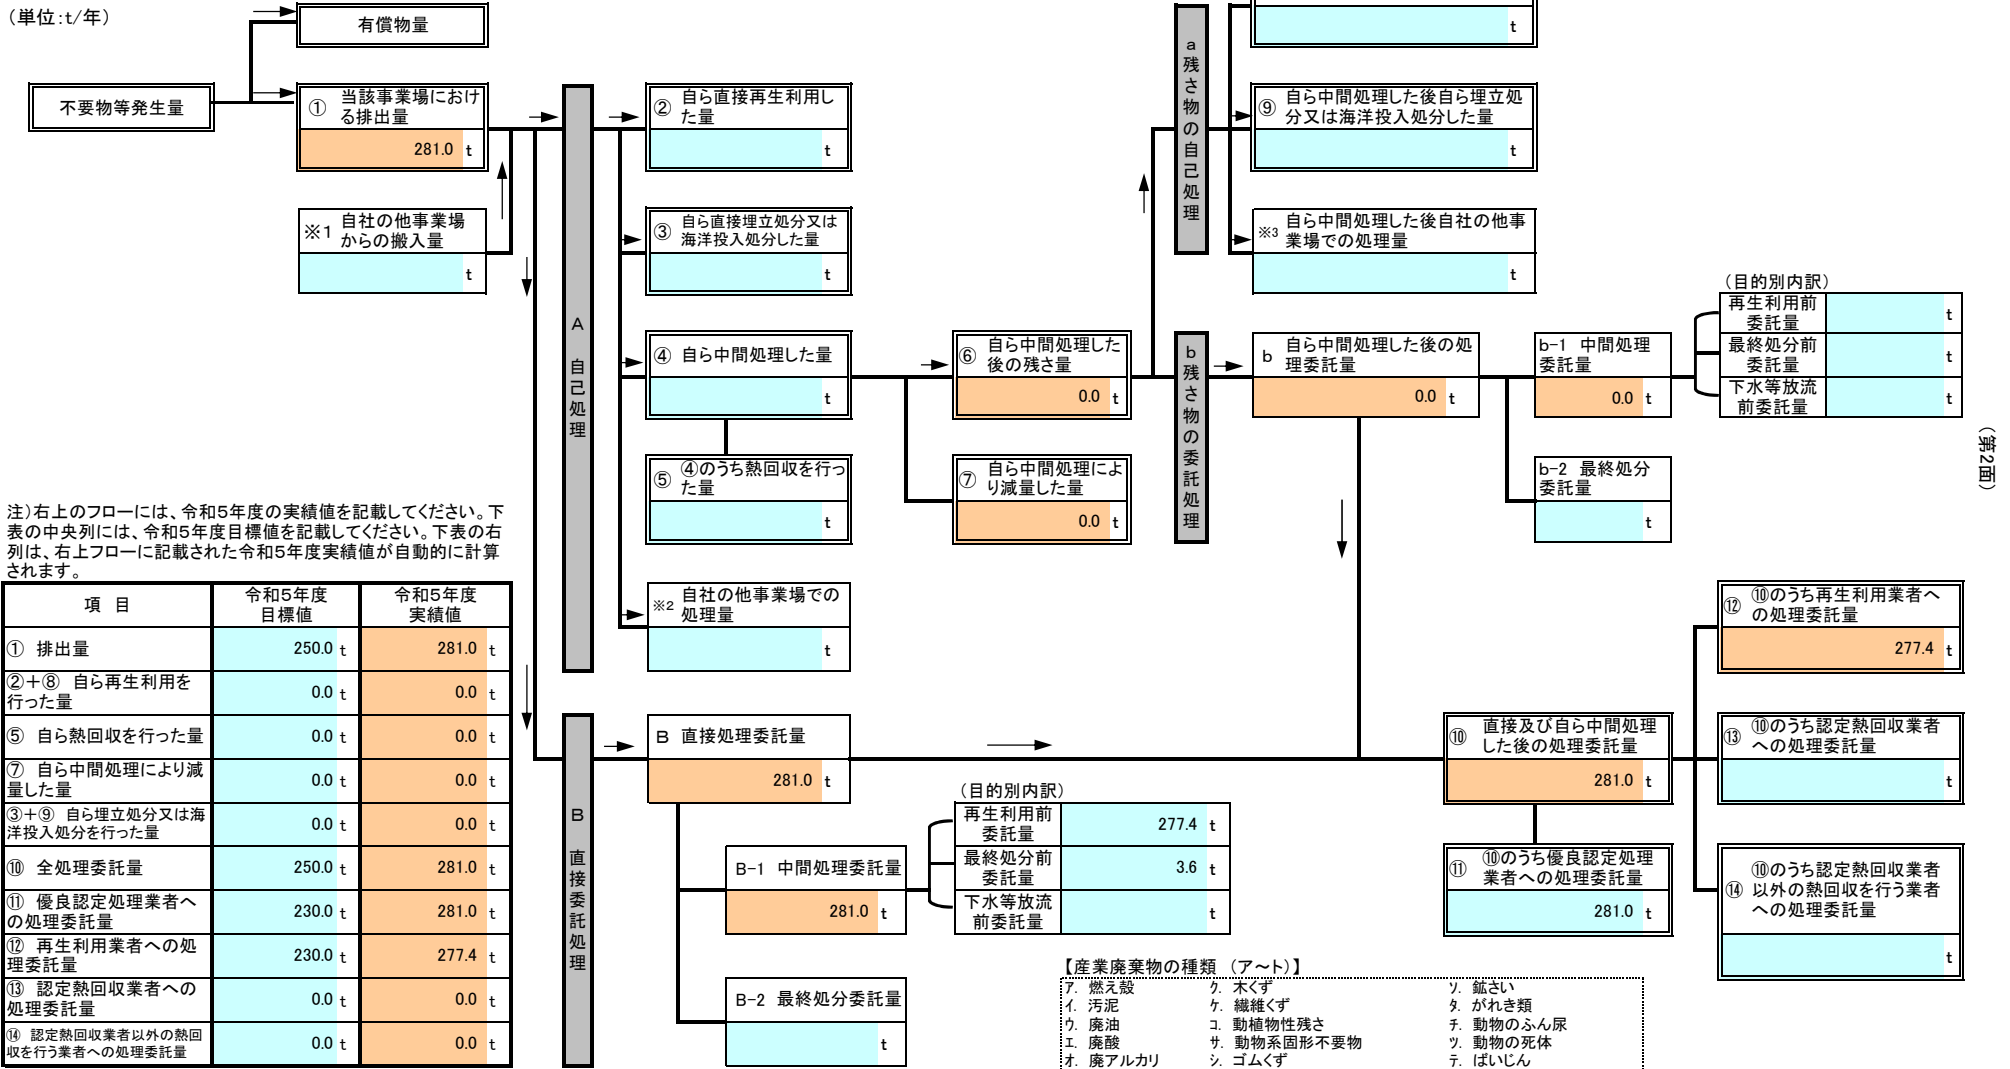 （単位:t/年）
有償物量
不要物等発生量
① 当該事業場におけ
る排出量
281.0 t
※1 自社の他事業場
からの搬入量
t
A 自己処理
② 自ら直接再生利用し
た量
t
③ 自ら直接埋立処分又は
海洋投入処分した量
t
④ 自ら中間処理した量
t
⑤ ④のうち熱回収を行っ
た量
t
※2 自社の他事業場での
処理量
t
⑥ 自ら中間処理した
後の残さ量
0.0 t
⑦ 自ら中間処理によ
り減量した量
0.0 t
a 残さ物の自己処理
t
⑨ 自ら中間処理した後自ら埋立処
分又は海洋投入処分した量
t
※3 自ら中間処理した後自社の他事
業場での処理量
t
b 残さ物の委託処理
b 自ら中間処理した後の処
理委託量
0.0 t
b-1 中間処理
委託量
0.0 t
b-2 最終処分
委託量
t
（目的別内訳）
再生利用前
委託量
t
最終処分前
委託量
t
下水等放流
前委託量
t
（第2面）
注）右上のフローには、令和5年度の実績値を記載してください。下
表の中央列には、令和5年度目標値を記載してください。下表の右
列は、右上フローに記載された令和5年度実績値が自動的に計算
されます。
項 目
令和5年度
目標値
令和5年度
実績値
① 排出量 250.0 t 281.0 t
②＋⑧ 自ら再生利用を
行った量 0.0 t 0.0 t
⑤ 自ら熱回収を行った量 0.0 t 0.0 t
⑦ 自ら中間処理により減
量した量 0.0 t 0.0 t
③＋⑨ 自ら埋立処分又は海
洋投入処分を行った量 0.0 t 0.0 t
⑩ 全処理委託量 250.0 t 281.0 t
⑪ 優良認定処理業者へ
の処理委託量 230.0 t 281.0 t
⑫ 再生利用業者への処
理委託量 230.0 t 277.4 t
⑬ 認定熱回収業者への
処理委託量 0.0 t 0.0 t
⑭ 認定熱回収業者以外の熱回
収を行う業者への処理委託量 0.0 t 0.0 t
B 直接委託処理
B 直接処理委託量
281.0 t
B-1 中間処理委託量
281.0 t
B-2 最終処分委託量
t
（目的別内訳）
再生利用前
委託量
277.4 t
最終処分前
委託量
3.6 t
下水等放流
前委託量
t
⑩ 直接及び自ら中間処理
した後の処理委託量
281.0 t
⑪ ⑩のうち優良認定処理
業者への処理委託量
281.0 t
⑫ ⑩のうち再生利用業者へ
の処理委託量
277.4 t
⑬ ⑩のうち認定熱回収業者
への処理委託量
t
⑭ ⑩のうち認定熱回収業者
以外の熱回収を行う業者
への処理委託量
t
【産業廃棄物の種類 （ア～ト）】
ア. 燃え殻 ク. 木くず ソ. 鉱さい
イ. 汚泥 ケ. 繊維くず タ. がれき類
ウ. 廃油 コ. 動植物性残さ チ. 動物のふん尿
エ. 廃酸 サ. 動物系固形不要物 ツ. 動物の死体
オ. 廃アルカリ シ. ゴムくず テ. ばいじん